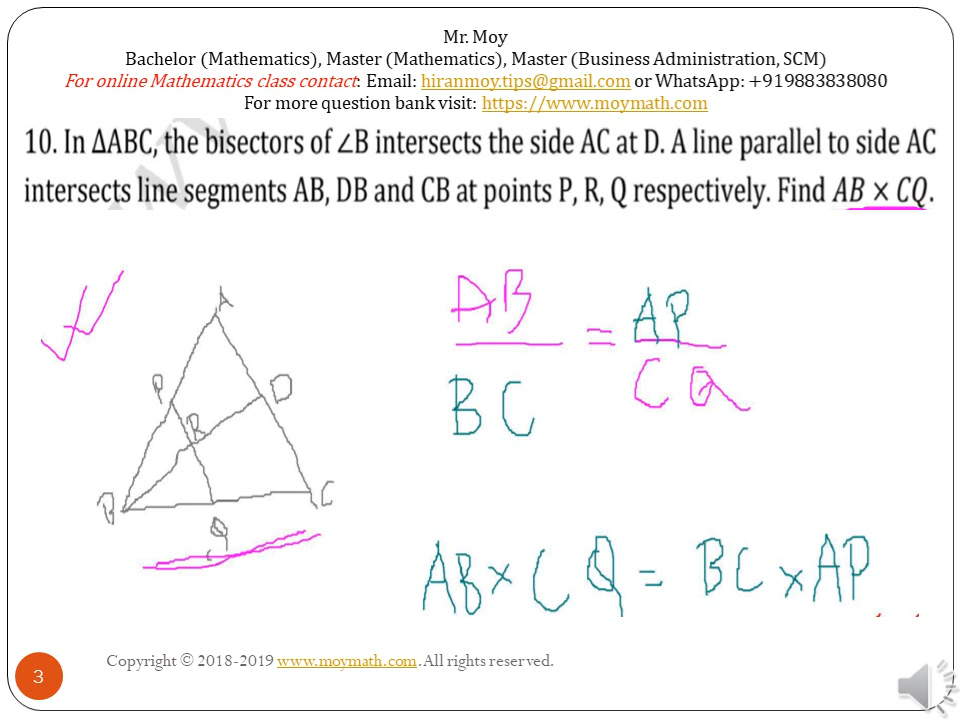 Mr. Moy
Bachelor (Mathematics), Master (Mathematics), Master (Business Administration, SCM)
For online Mathematics class contact: Email: hiranmoy.tips@gmail.com or WhatsApp: +919883838080
For more question bank visit: https://www.moymath.com
10. In ΔABC, the bisectors of ∠B intersects the side AC at D. A line parallel to side AC
intersects line segments AB, DB and CB at points P, R, Q respectively. Find AB × CQ.
A
P
D
R
B
C
Q
AB = AP
BC CQ
AB × CQ = BC × AP
3
Copyright © 2018-2019 www.moymath.com. All rights reserved.